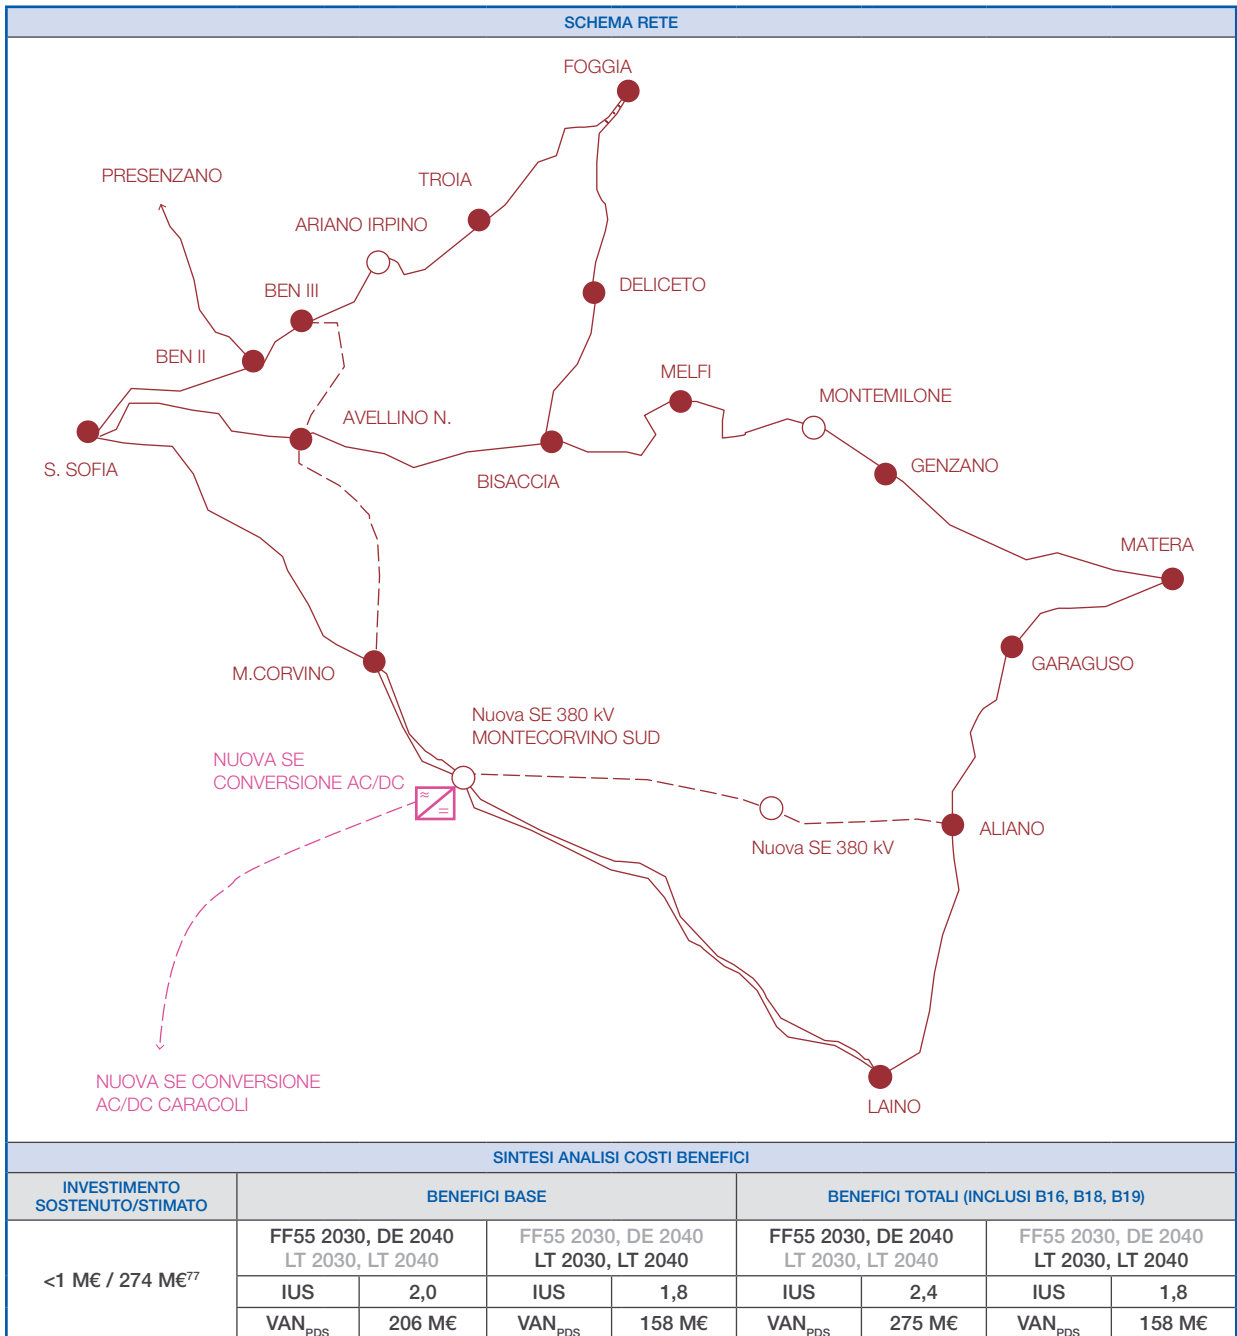 SCHEMA RETE
FOGGIA
PRESENZANO
TROIA
ARIANO IRPINO
BEN III
DELICETO
BEN II
MELFI
MONTEMILONE
AVELLINO N.
S. SOFIA
BISACCIA
GENZANO
MATERA
M.CORVINO
GARAGUSO
Nuova SE 380 kV
MONTECORVINO SUD
NUOVA SE
CONVERSIONE AC/DC
≈
=
ALIANO
Nuova SE 380 kV
NUOVA SE CONVERSIONE
AC/DC CARACOLI
LAINO
SINTESI ANALISI COSTI BENEFICI
INVESTIMENTO
SOSTENUTO/STIMATO
BENEFICI BASE
BENEFICI TOTALI (INCLUSI B16, B18, B19)
<1 M€ / 274 M€77
FF55 2030, DE 2040
LT 2030, LT 2040
FF55 2030, DE 2040
LT 2030, LT 2040
FF55 2030, DE 2040
LT 2030, LT 2040
FF55 2030, DE 2040
LT 2030, LT 2040
IUS 2,0 IUS 1,8 IUS 2,4 IUS 1,8
VANPDS 206 M€ VANPDS 158 M€ VANPDS 275 M€ VANPDS 158 M€